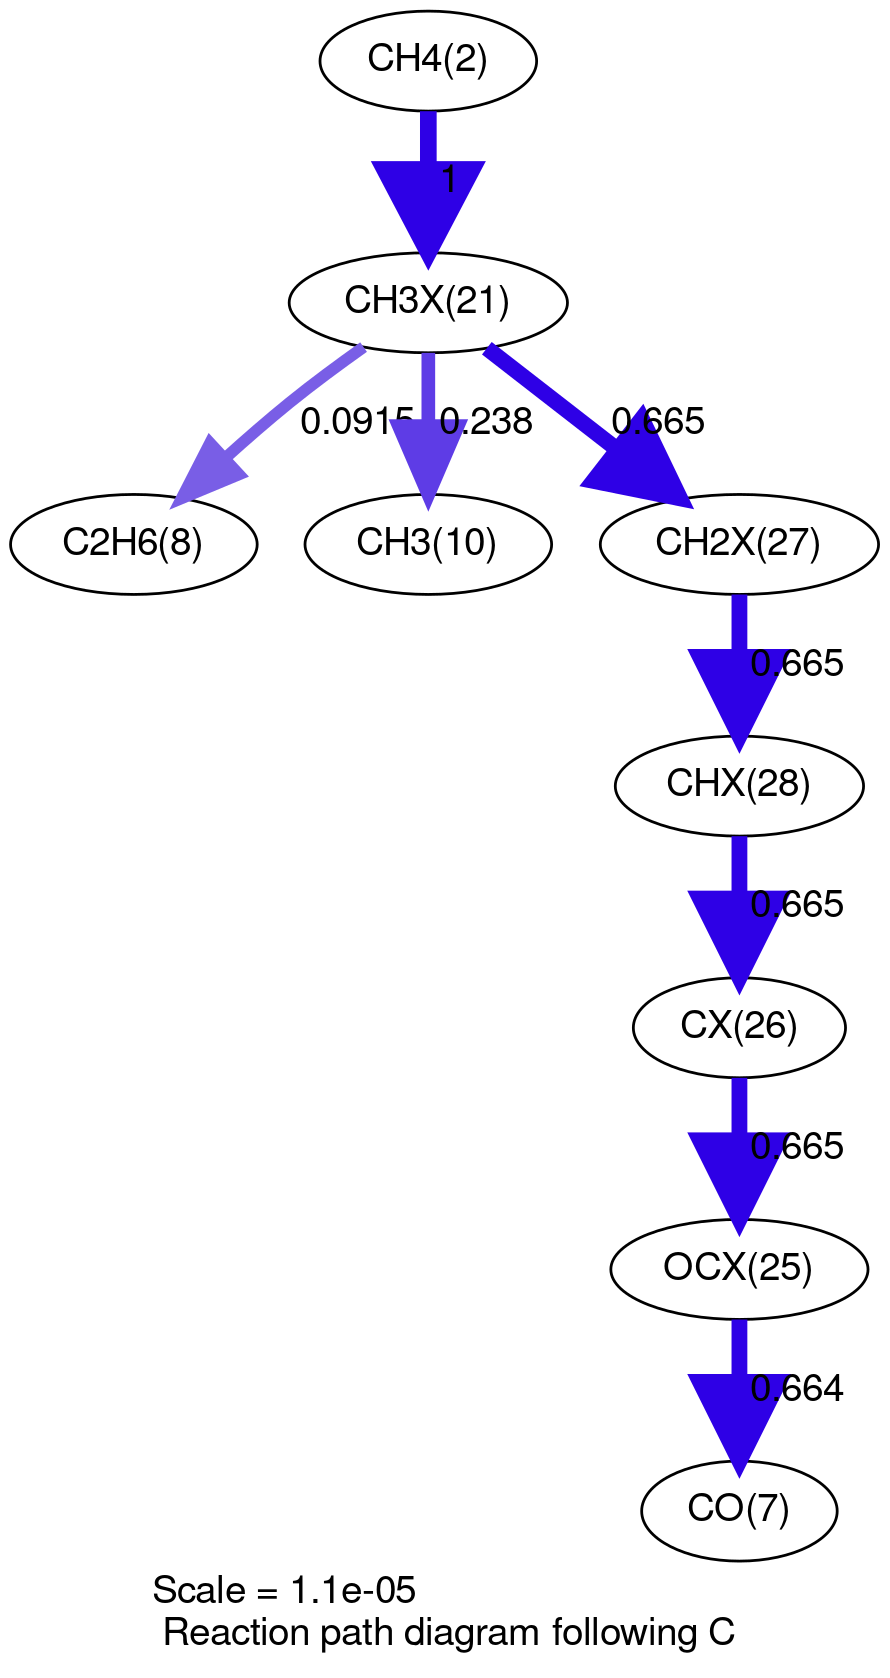 CH4(2)
1
CH3X(21)
0.0915
0.238
0.665
C2H6(8)
CH3(10)
CH2X(27)
0.665
CHX(28)
0.665
CX(26)
0.665
OCX(25)
0.664
CO(7)
Scale = 1.1e-05
Reaction path diagram following C